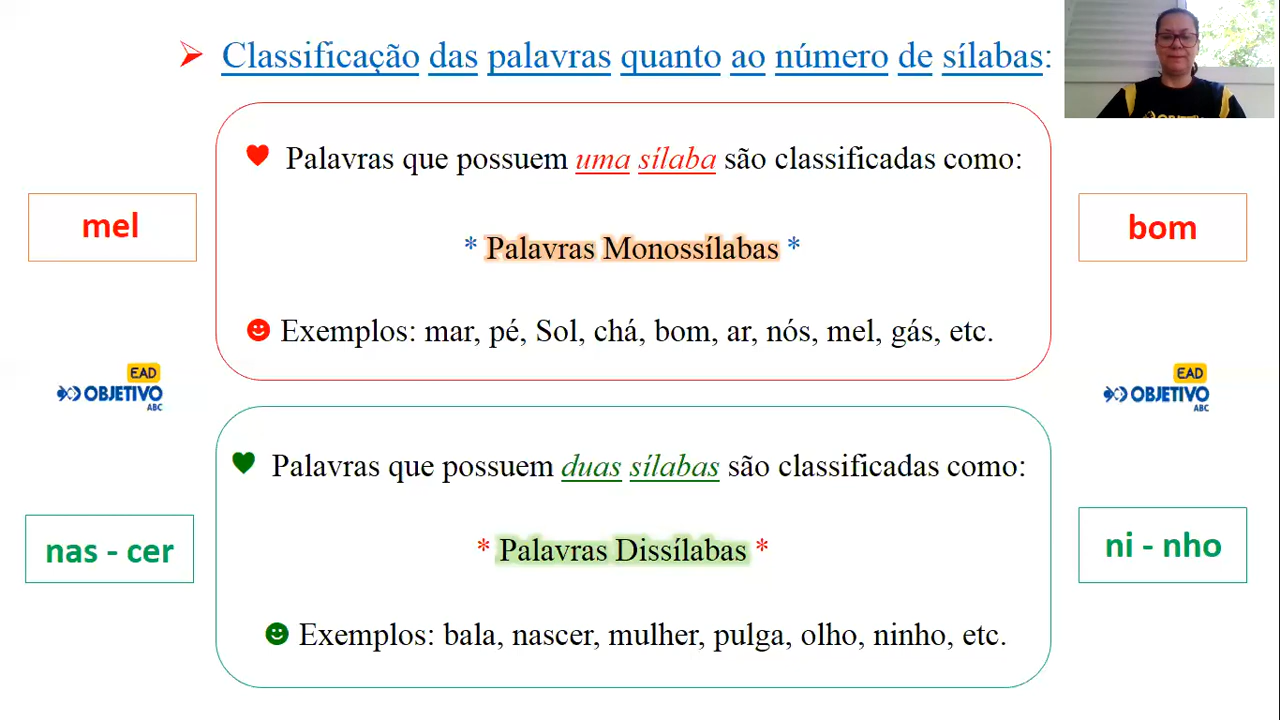 Classificação das palavras quanto ao número de sílabas:
Palavras que possuem uma sílaba são classificadas como:
mel
bom
* Palavras Monossílabas *
Exemplos: mar, pé, Sol, chá, bom, ar, nós, mel, gás, etc.
EAD
OBJETIVO
ABC
EAD
OBJETIVO
ABC
Palavras que possuem duas sílabas são classificadas como:
nas - cer
ni - nho
* Palavras Dissílabas *
Exemplos: bala, nascer, mulher, pulga, olho, ninho, etc.
OBJETIVO